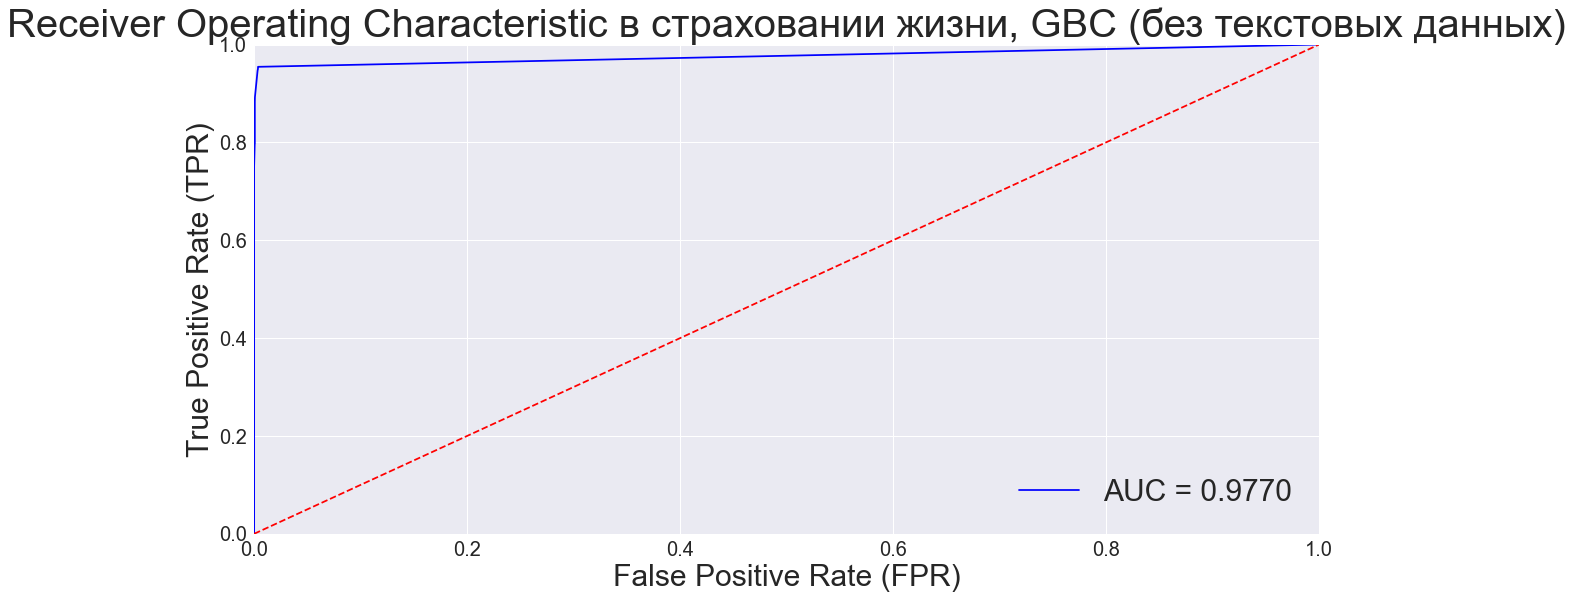 Receiver Operating Characteristic в страховании жизни, GBC (без текстовых данных)
1.0
0.8
0.6
0.4
0.2
0.0
True Positive Rate (TPR)
AUC = 0.9770
0.0 0.2 0.4 0.6 0.8 1.0
False Positive Rate (FPR)